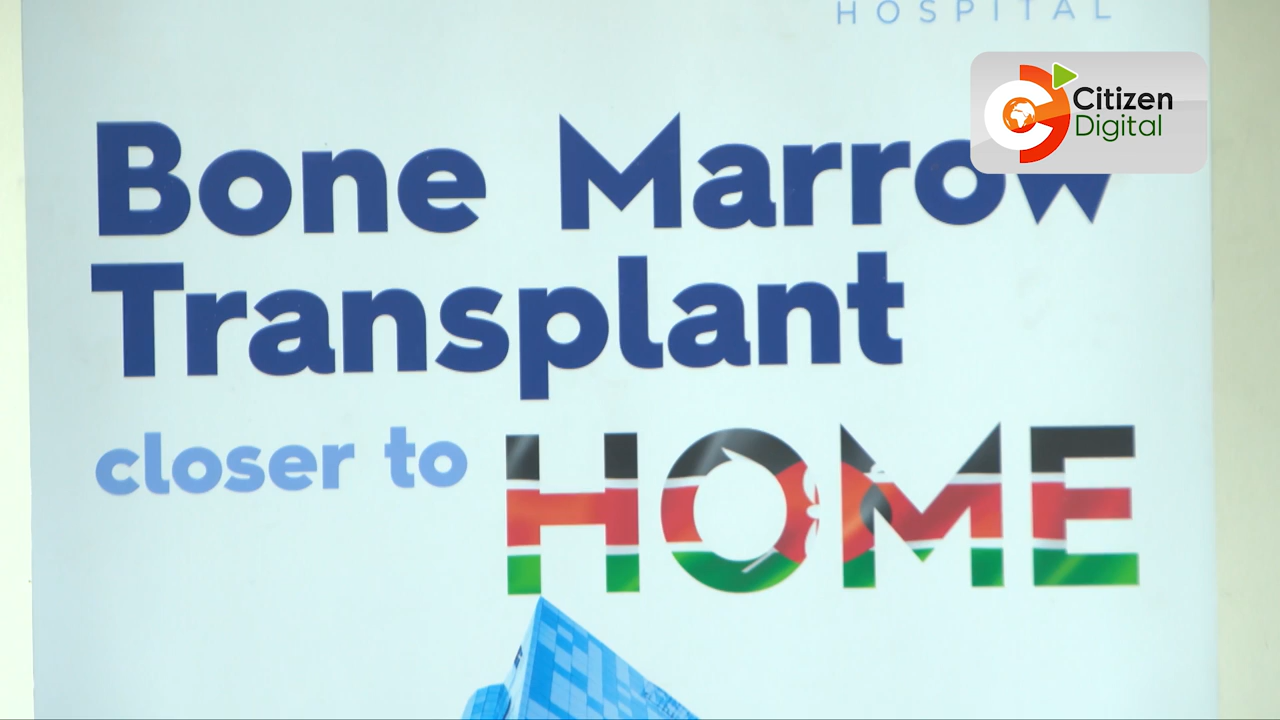 HOSPITAL
Citizen
Digital
Bone Marrow
Transplant
closer to HOME